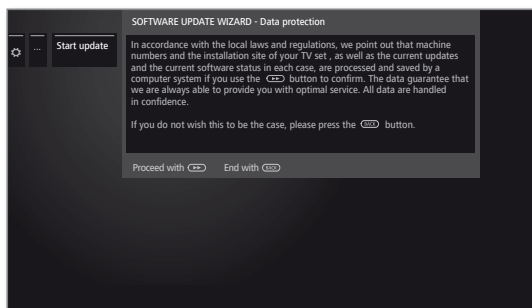 SOFTWARE UPDATE WIZARD - Data protection
... Start update
In accordance with the local laws and regulations, we point out that machine
numbers and the installation site of your TV set , as well as the current updates
and the current software status in each case, are processed and saved by a
computer system if you use the button to confirm. The data guarantee that
we are always able to provide you with optimal service. All data are handled
in confidence.
If you do not wish this to be the case, please press the BACK button.
Proceed with End with BACK